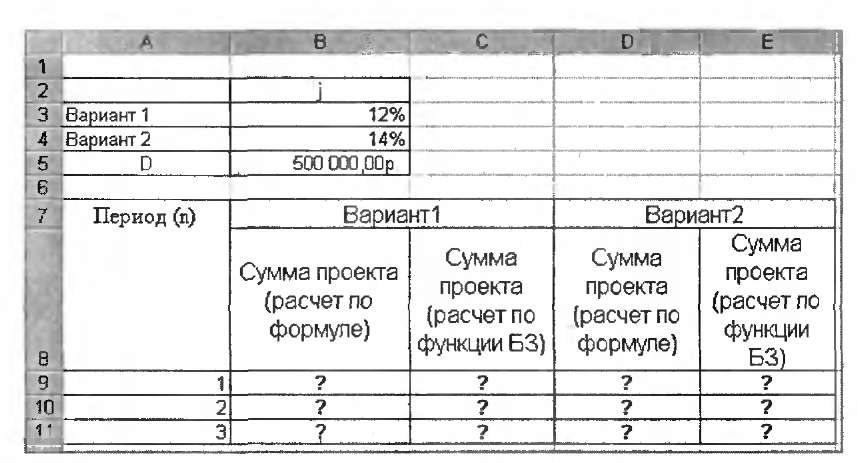 A B C D E
1
2 j
3 Вариант 1 12%
4 Вариант 2 14%
5 D 500 000,00р
6
7 Период (n) Вариант1 Вариант2
8 Сумма проекта (расчет по формуле) Сумма проекта (расчет по функции БЗ) Сумма проекта (расчет по формуле) Сумма проекта (расчет по функции БЗ)
9 1 ? ? ? ?
10 2 ? ? ? ?
11 3 ? ? ? ?